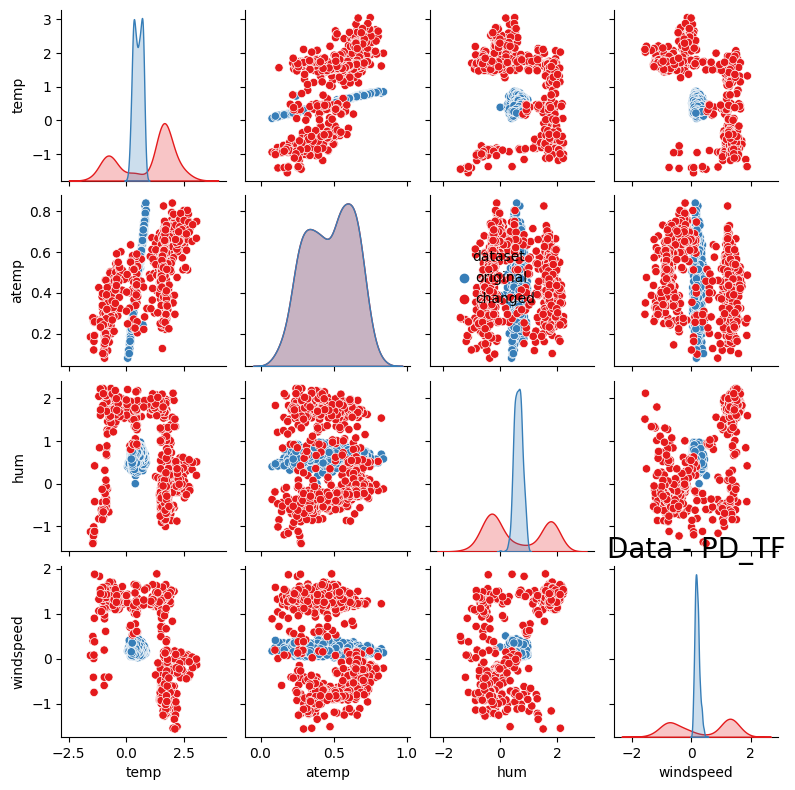 3
2
1
0
−1
temp
0.8
0.6
0.4
0.2
atemp
dataset
original
changed
2
1
0
−1
hum
Data - PD_TF
2
1
0
−1
windspeed
−2.5 0.0 2.5
temp
0.0 0.5 1.0
atemp
−2 0 2
hum
−2 0 2
windspeed